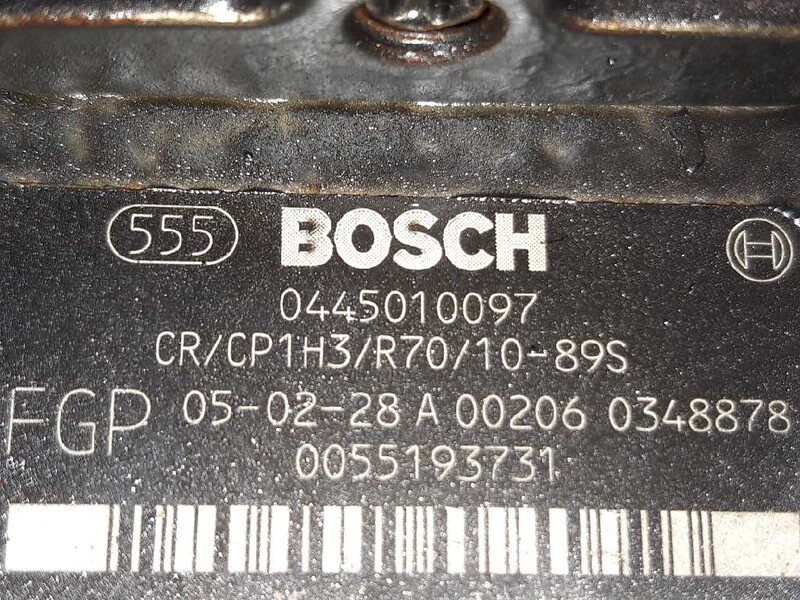 555 BOSCH
0445010097
CR/CP1H3/R70/10-89S
FGP 05-02-28 A 00206 0348878
0055193731